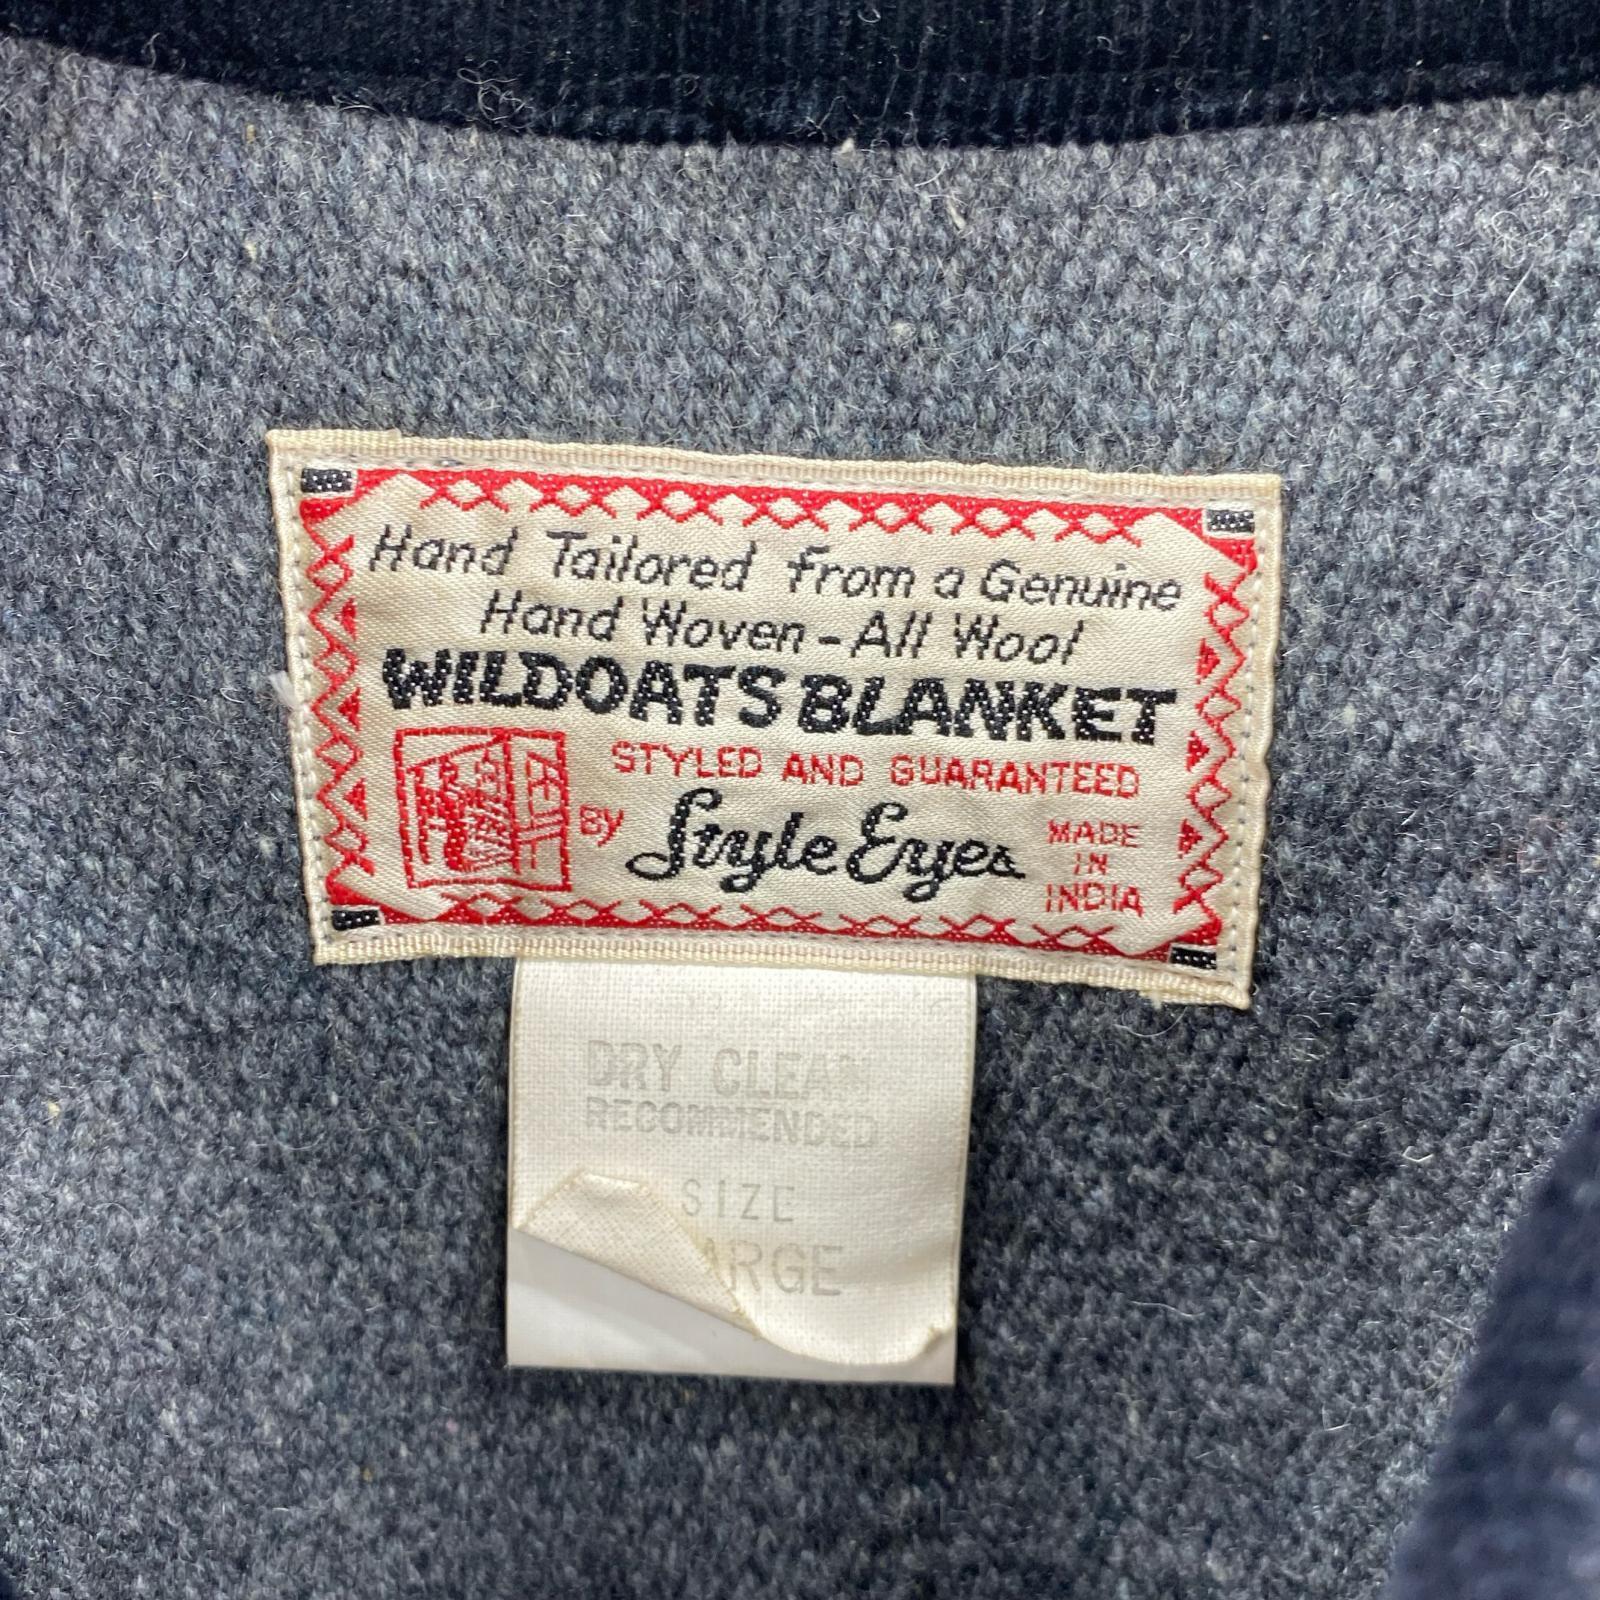 Hand Tailored from a Genuine
Hand Woven - All Wool
WILDOATS BLANKET
STYLED AND GUARANTEED
By Style Eyes
MADE
IN
INDIA
DRY CLEAN
RECOMMENDED
SIZE
ARGE